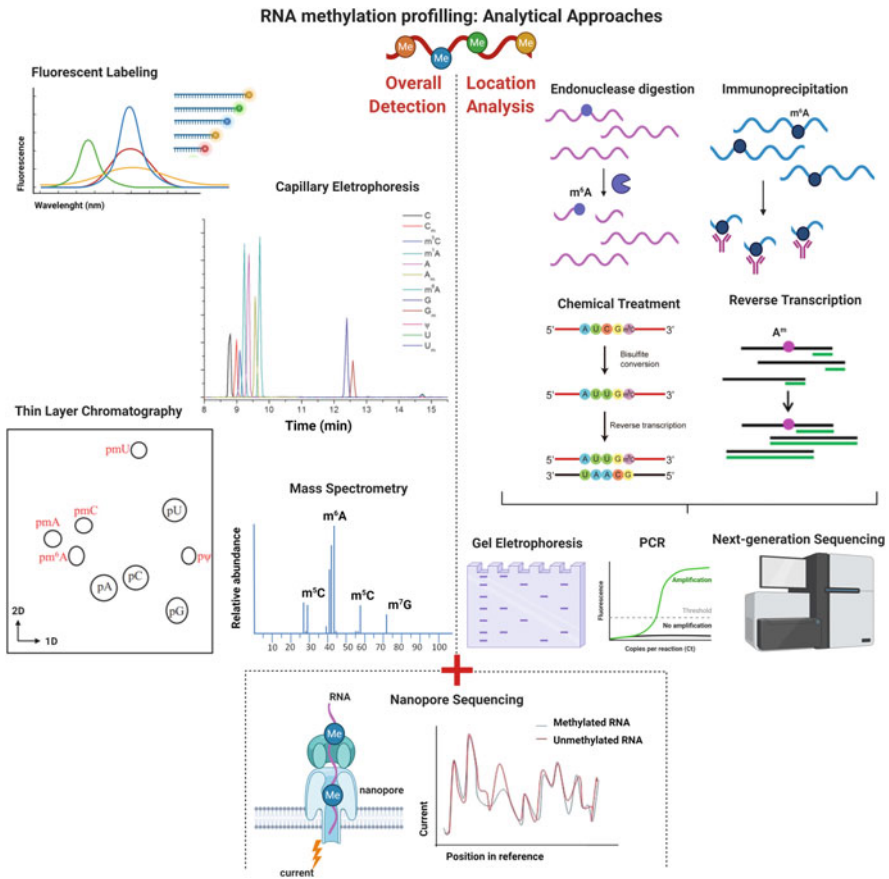 RNA methylation profilling: Analytical Approaches
Me
Me
Me
Me
Overall
Detection
Location
Analysis
Fluorescent Labeling
Fluorescence
Wavelenght (nm)
Capillary Eletrophoresis
C
Cm
m⁵C
m¹A
A
Am
m⁶A
G
Gm
ψ
U
Um
8 9 10 11 12 13 14 15
Time (min)
Thin Layer Chromatography
pmU
pmC
pU
pmA
pm⁶A
pψ
pA
pC
pG
2D
1D
Mass Spectrometry
Relative abundance
m⁶A
m⁵C
m⁵C
m⁷G
10 20 30 40 50 60 70 80 90 100
Endonuclease digestion
m⁶A
Immunoprecipitation
m⁶A
Chemical Treatment
5' A U C G 3'
Bisulfite
conversion
5' A U U G 3'
Reverse transcription
5' A U U G 3'
3' U A A C G 5'
Reverse Transcription
Aᵐ
Gel Eletrophoresis
PCR
Fluorescence
Amplification
Threshold
No amplification
Copies per reaction (Ct)
Next-generation Sequencing
Nanopore Sequencing
RNA
Me
Me
nanopore
current
Methylated RNA
Unmethylated RNA
Current
Position in reference